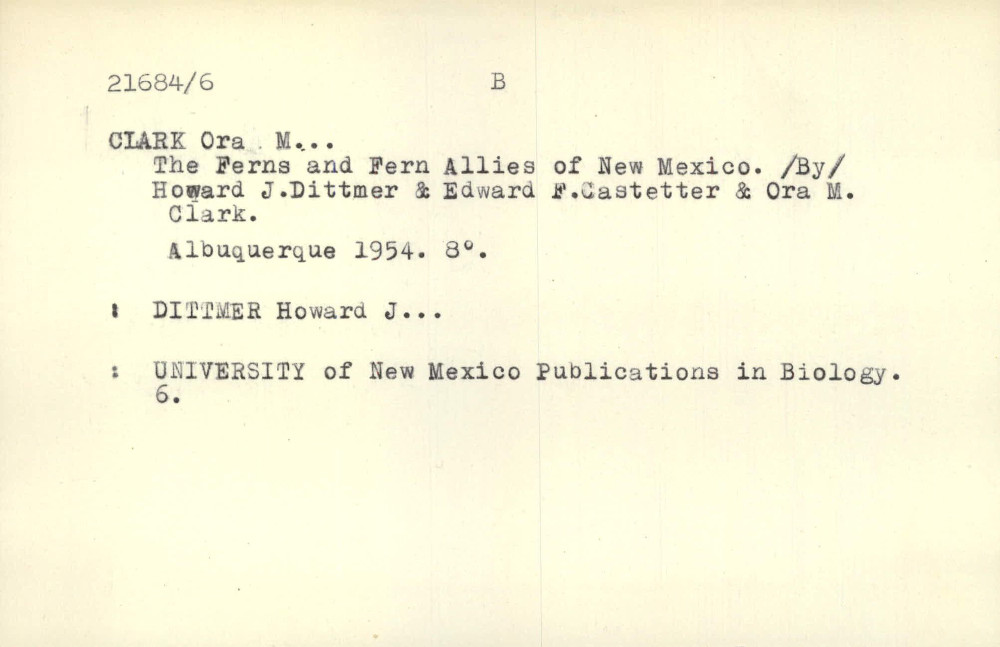 21684/6 B
CLARK Ora M...
The Ferns and Fern Allies of New Mexico. /By/
Howard J.Dittmer & Edward F.Castetter & Ora M.
Clark.
Albuquerque 1954. 8°.
: DITTMER Howard J...
: UNIVERSITY of New Mexico Publications in Biology.
6.